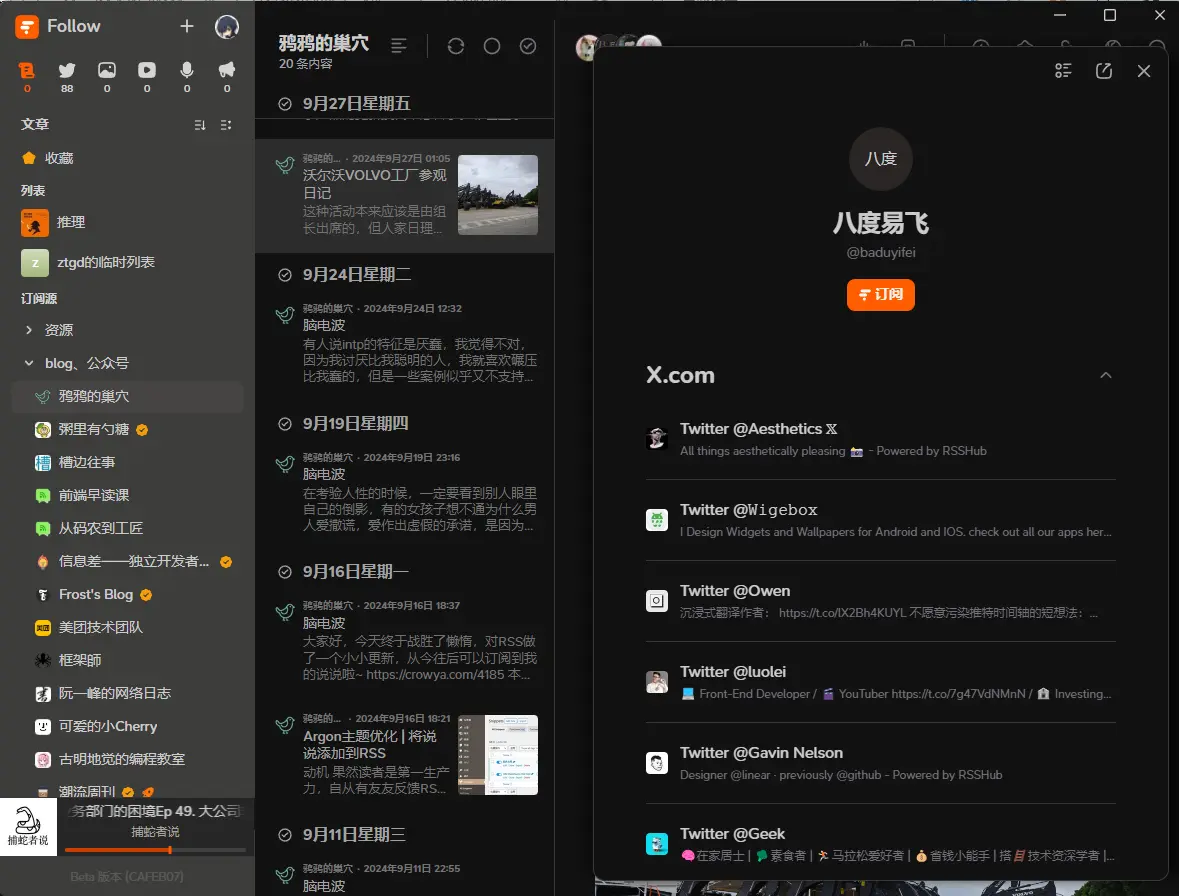 Follow
0
88
0
0
0
0
文章
收藏
列表
推理
z
ztgd的临时列表
订阅源
资源
blog、公众号
鸦鸦的巢穴
粥里有勺糖
槽边往事
前端早读课
从码农到工匠
信息差——独立开发者...
Frost's Blog
美团技术团队
框架師
阮一峰的网络日志
可爱的小Cherry
古明地觉的编程教室
潮流周刊
捕蛇者说
务部门的困境Ep 49. 大公司
捕蛇者说
Beta 版本 (CAFEB07)
鸦鸦的巢穴
20 条内容
9月27日星期五
鸦鸦的... · 2024年9月27日 01:05
沃尔沃VOLVO工厂参观
日记
这种活动本来应该是由组
长出席的，但人家日理...
9月24日星期二
鸦鸦的巢穴 · 2024年9月24日 12:32
脑电波
有人说intp的特征是厌蠢，我觉得不对，
因为我讨厌比我聪明的人，我就喜欢碾压
比我蠢的，但是一些案例似乎又不支持...
9月19日星期四
鸦鸦的巢穴 · 2024年9月19日 23:16
脑电波
在考验人性的时候，一定要看到别人眼里
自己的倒影，有的女孩子想不通为什么男
人爱撒谎，爱作出虚假的承诺，是因为...
9月16日星期一
鸦鸦的巢穴 · 2024年9月16日 18:37
脑电波
大家好，今天终于战胜了懒惰，对RSS做
了一个小小更新，从今往后可以订阅到我
的说说啦~ https://crowya.com/4185 本...
鸦鸦的... · 2024年9月16日 18:21
Argon主题优化 | 将说
说添加到RSS
动机 果然读者是第一生产
力，自从有友友反馈RS...
9月11日星期三
鸦鸦的巢穴 · 2024年9月11日 22:55
脑电波
八度
八度易飞
@baduyifei
订阅
X.com
Twitter @Aesthetics 𝕏
All things aesthetically pleasing 📸 - Powered by RSSHub
Twitter @Wigebox
I Design Widgets and Wallpapers for Android and IOS. check out all our apps her...
Twitter @Owen
沉浸式翻译作者： https://t.co/lX2Bh4KUYL 不愿意污染推特时间轴的短想法：...
Twitter @luolei
💻 Front-End Developer / 🎬 YouTuber https://t.co/7g47VdNMnN / 🏠 Investing...
Twitter @Gavin Nelson
Designer @linear · previously @github - Powered by RSSHub
Twitter @Geek
🧠在家居士 | 🥦素食者 | 🏃马拉松爱好者 | 💰省钱小能手 | 搭🪜技术资深学者 |...